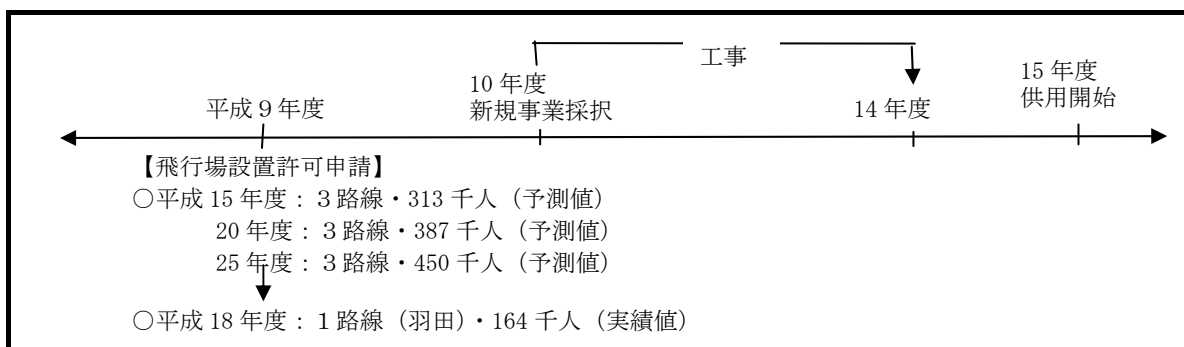 工事
10 年度
新規事業採択
15 年度
供用開始
平成９年度
14 年度
【飛行場設置許可申請】
○平成 15 年度：３路線・313 千人（予測値）
20 年度：３路線・387 千人（予測値）
25 年度：３路線・450 千人（予測値）
○平成 18 年度：１路線（羽田）・164 千人（実績値）